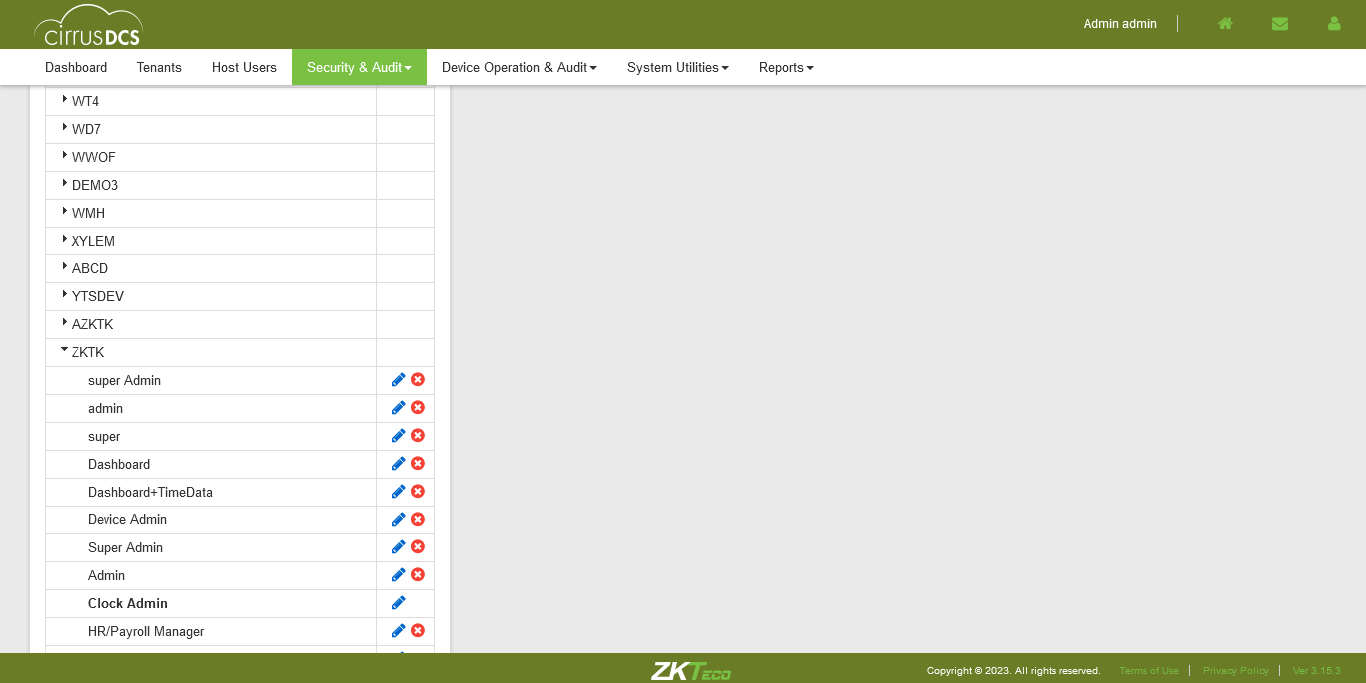 cirrusDCS
Admin admin
Dashboard Tenants Host Users Security & Audit Device Operation & Audit System Utilities Reports
WT4
WD7
WWOF
DEMO3
WMH
XYLEM
ABCD
YTSDEV
AZKTK
ZKTK
super Admin
admin
super
Dashboard
Dashboard+TimeData
Device Admin
Super Admin
Admin
Clock Admin
HR/Payroll Manager
ZKTECO Copyright © 2023. All rights reserved. Terms of Use Privacy Policy Ver 3.15.3